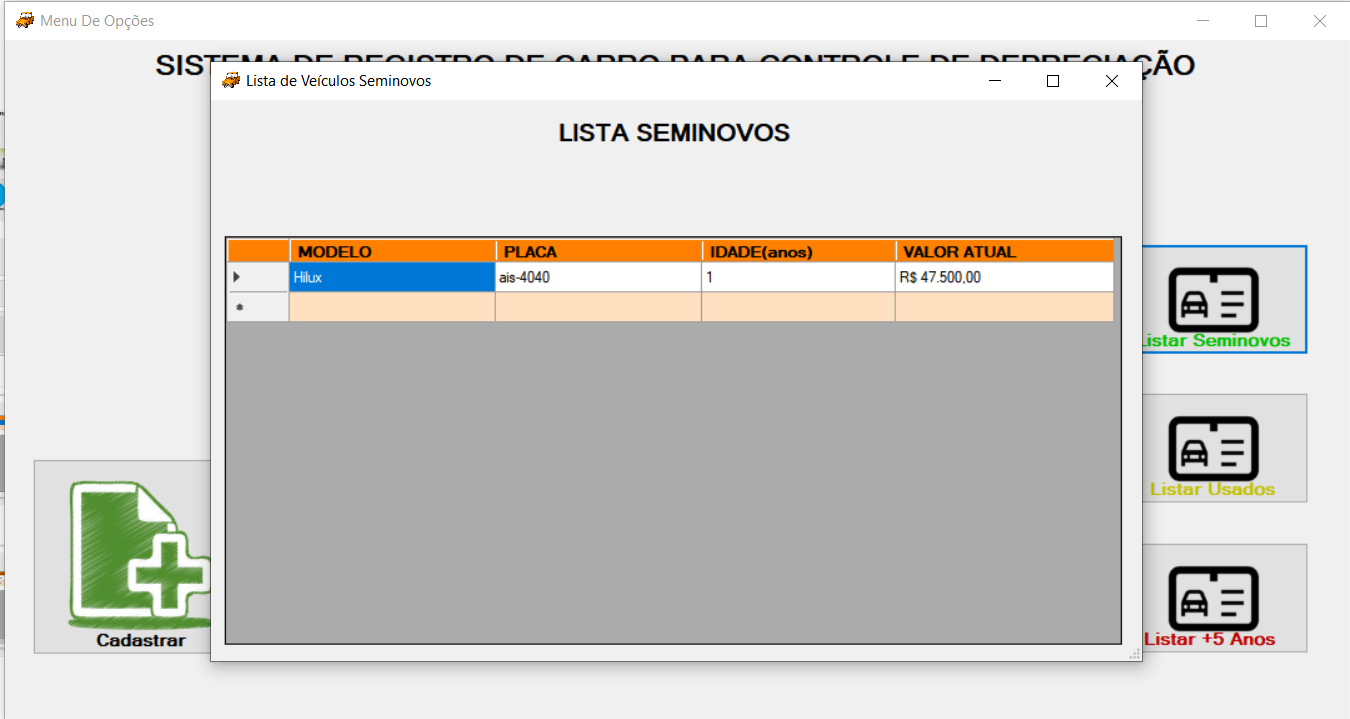 Menu De Opções
SISTEMA DE REGISTRO DE CARRO PARA CONTROLE DE DEPRECIAÇÃO
Lista de Veículos Seminovos
LISTA SEMINOVOS
MODELO PLACA IDADE(anos) VALOR ATUAL
Hilux ais-4040 1 R$ 47.500,00
Listar Seminovos
Listar Usados
Cadastrar
Listar +5 Anos